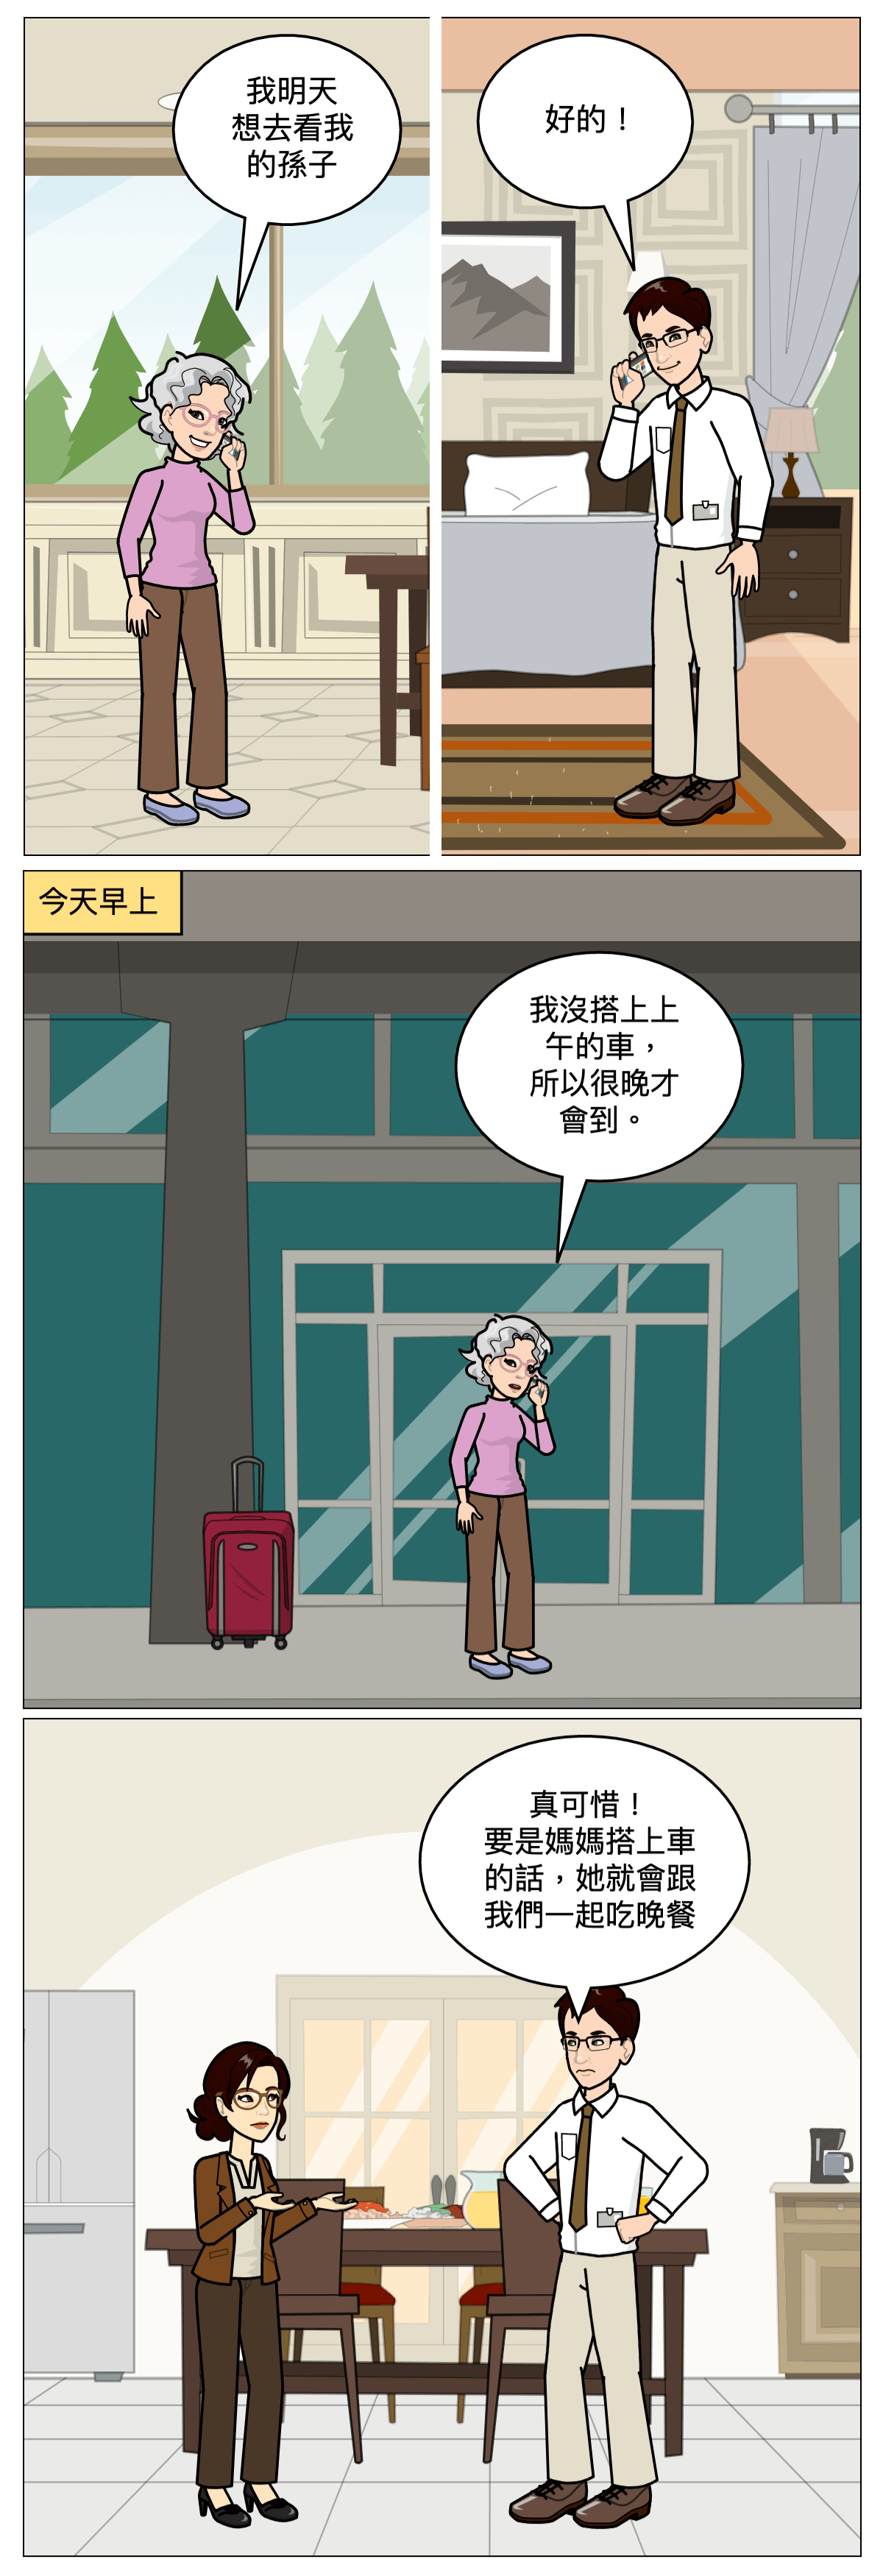 我明天
想去看我
的孫子
好的！
今天早上
我沒搭上上
午的車，
所以很晚才
會到。
真可惜！
要是媽媽搭上車
的話，她就會跟
我們一起吃晚餐